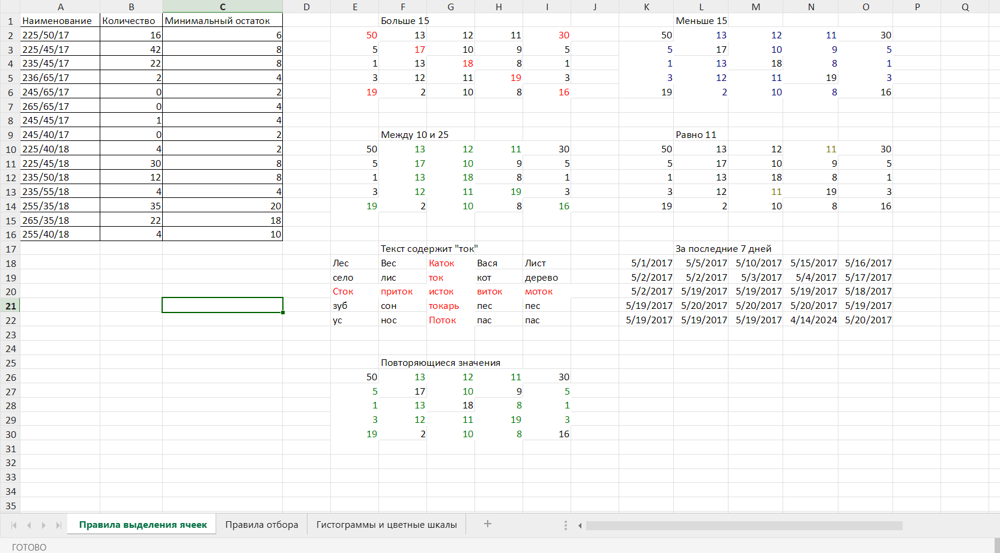 A B C D E F G H I J K L M N O P Q
1 Наименование Количество Минимальный остаток Больше 15 Меньше 15
2 225/50/17 16 6 50 13 12 11 30 50 13 12 11 30
3 225/45/17 42 8 5 17 10 9 5 5 17 10 9 5
4 235/45/17 22 8 1 13 18 8 1 1 13 18 8 1
5 236/65/17 2 4 3 12 11 19 3 3 12 11 19 3
6 245/65/17 0 2 19 2 10 8 16 19 2 10 8 16
7 265/65/17 0 4
8 245/45/17 1 4
9 245/40/17 0 2 Между 10 и 25 Равно 11
10 225/40/18 4 2 50 13 12 11 30 50 13 12 11 30
11 225/45/18 30 8 5 17 10 9 5 5 17 10 9 5
12 235/50/18 12 8 1 13 18 8 1 1 13 18 8 1
13 235/55/18 4 4 3 12 11 19 3 3 12 11 19 3
14 255/35/18 35 20 19 2 10 8 16 19 2 10 8 16
15 265/35/18 22 18
16 255/40/18 4 10
17 Текст содержит "ток" За последние 7 дней
18 Лес Вес Каток Вася Лист 5/1/2017 5/5/2017 5/10/2017 5/15/2017 5/16/2017
19 село лис ток кот дерево 5/2/2017 5/2/2017 5/3/2017 5/4/2017 5/17/2017
20 Сток приток исток виток моток 5/2/2017 5/19/2017 5/19/2017 5/19/2017 5/18/2017
21 зуб сон токарь пес пес 5/19/2017 5/20/2017 5/20/2017 5/20/2017 5/19/2017
22 ус нос Поток пас пас 5/19/2017 5/19/2017 5/19/2017 4/14/2024 5/20/2017
23
24
25 Повторяющиеся значения
26 50 13 12 11 30
27 5 17 10 9 5
28 1 13 18 8 1
29 3 12 11 19 3
30 19 2 10 8 16
31
32
33
34
35
Правила выделения ячеек Правила отбора Гистограммы и цветные шкалы +
ГОТОВО